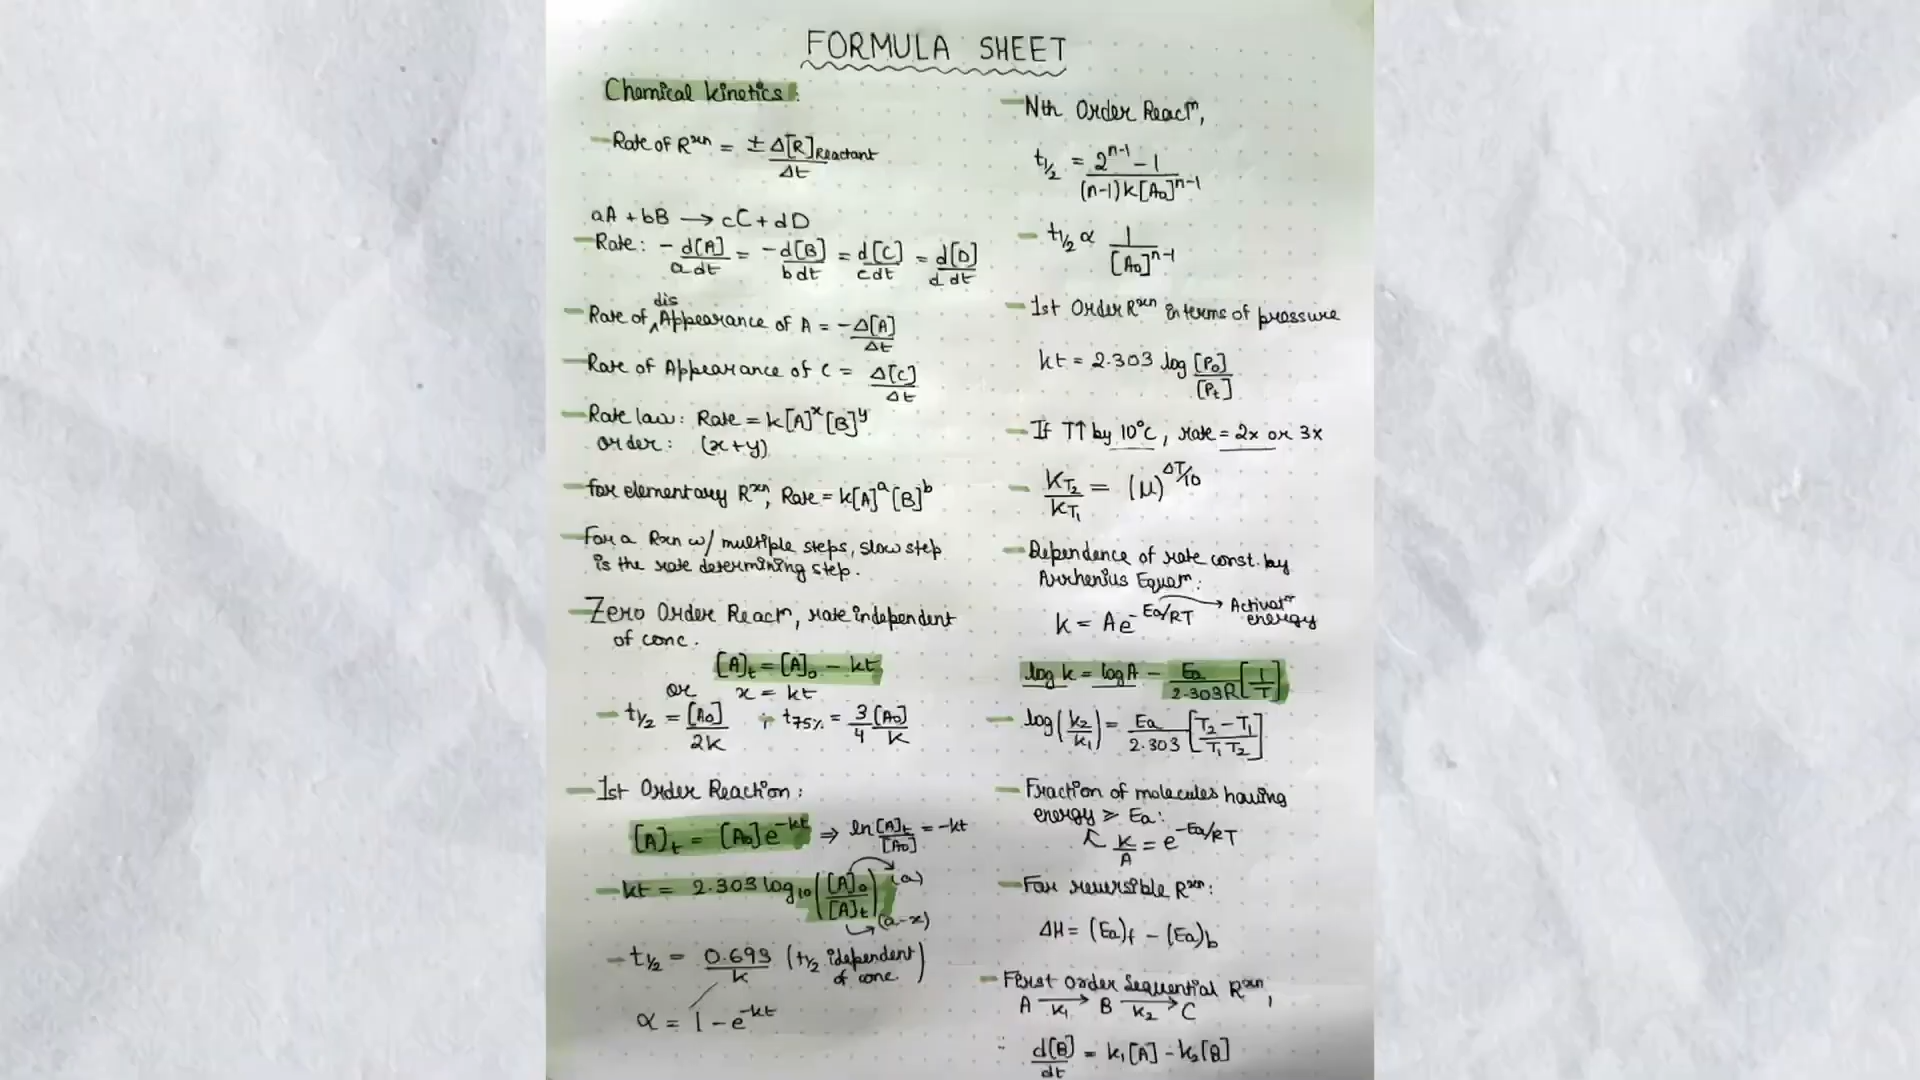 FORMULA SHEET
Chemical kinetics:
Rate of Rxn = ± Δ[R]Reactant / Δt
aA + bB → cC + dD
Rate: - d[A]/a dt = - d[B]/b dt = d[C]/c dt = d[D]/d dt
Rate of disAppearance of A = - Δ[A]/Δt
Rate of Appearance of C = Δ[C]/Δt
Rate law: Rate = k[A]^x [B]^y
order: (x+y)
for elementary Rxn, Rate = k[A]^a [B]^b
For a Rxn w/ multiple steps, slow step
is the rate determining step.
Zero Order Reacn, rate independent
of conc.
[A]t = [A]0 - kt
or x = kt
t1/2 = [A0]/2k ; t75% = 3/4 [A0]/k
1st Order Reaction:
[A]t = [A0]e^-kt ⇒ ln [A]t/[A0] = -kt
kt = 2.303 log10 ([A]0/[A]t) (a) (a-x)
t1/2 = 0.693/k (t1/2 idependent
of conc.)
α = 1 - e^-kt
Nth Order Reacn,
t1/2 = 2^n-1 - 1 / (n-1)k[A0]^n-1
t1/2 ∝ 1/[A0]^n-1
1st Order Rxn in terms of pressure
kt = 2.303 log [P0]/[Pt]
If T↑ by 10°C, rate = 2x or 3x
KT2/KT1 = (μ)^ΔT/10
Dependence of rate const. by
Arrhenius Equan:
k = Ae^-Ea/RT → Activatn
energy
log k = log A - Ea/2.303R [1/T]
log(k2/k1) = Ea/2.303 [T2 - T1/T1 T2]
Fraction of molecules having
energy ≥ Ea:
k/A = e^-Ea/RT
For reversible Rxn:
ΔH = (Ea)f - (Ea)b
First order Sequential Rxn,
A →k1 B →k2 C
d[B]/dt = k1[A] - k2[B]